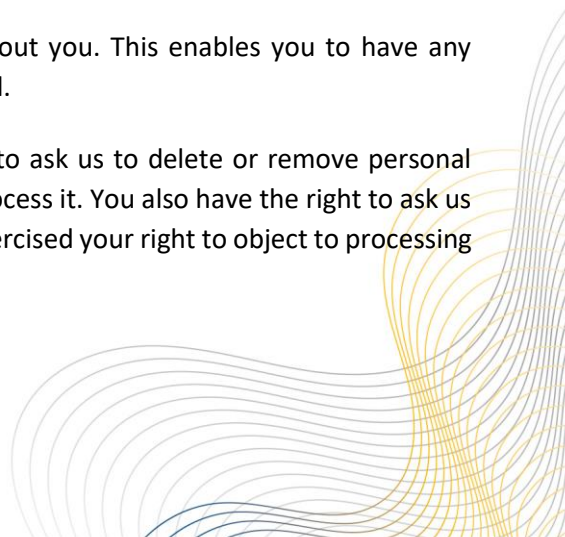 out you. This enables you to have any
d.
to ask us to delete or remove personal
ocess it. You also have the right to ask us
ercised your right to object to processing